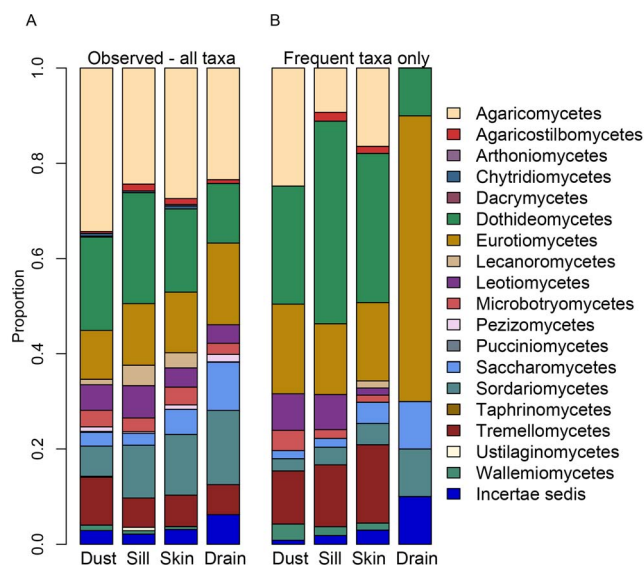 A
B
Observed - all taxa
Frequent taxa only
Proportion
1.0
0.8
0.6
0.4
0.2
0.0
Dust Sill Skin Drain
Dust Sill Skin Drain
Agaricomycetes
Agaricostilbomycetes
Arthoniomycetes
Chytridiomycetes
Dacrymycetes
Dothideomycetes
Eurotiomycetes
Lecanoromycetes
Leotiomycetes
Microbotryomycetes
Pezizomycetes
Pucciniomycetes
Saccharomycetes
Sordariomycetes
Taphrinomycetes
Tremellomycetes
Ustilaginomycetes
Wallemiomycetes
Incertae sedis